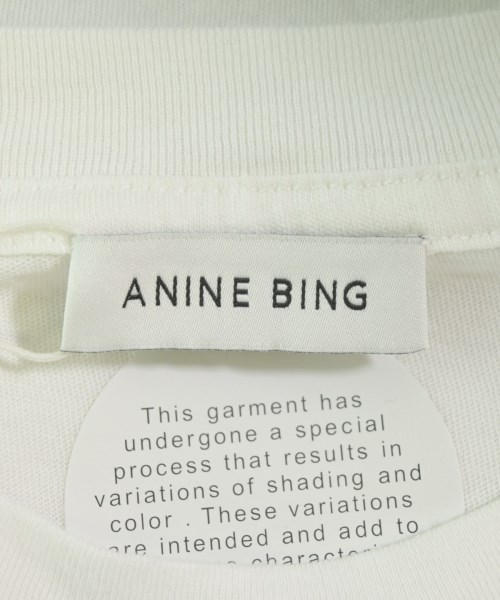 ANINE BING
This garment has
undergone a special
process that results in
variations of shading and
color . These variations
are intended and add to